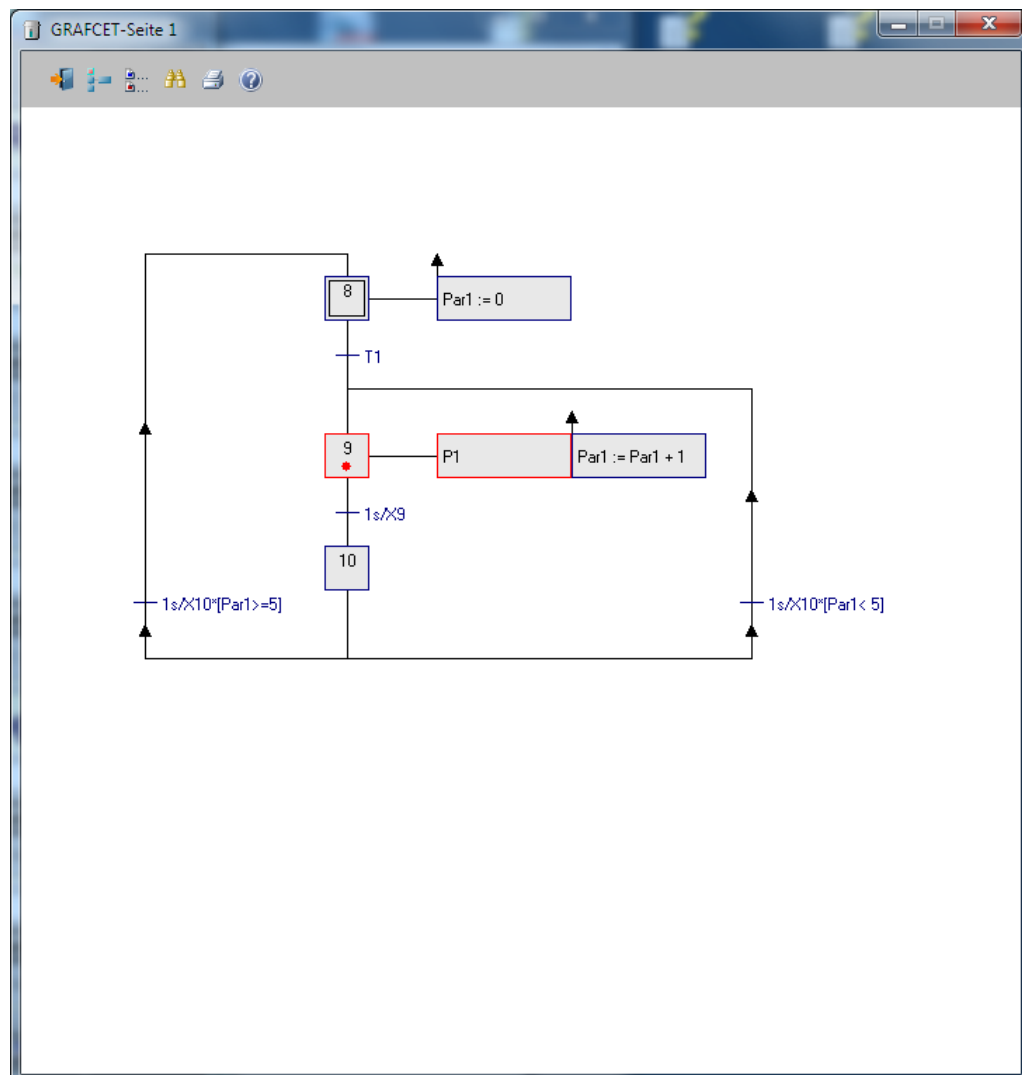 GRAFCET-Seite 1
8
Par1 := 0
T1
9
P1
Par1 := Par1 + 1
1s/X9
10
1s/X10*[Par1>=5]
1s/X10*[Par1< 5]